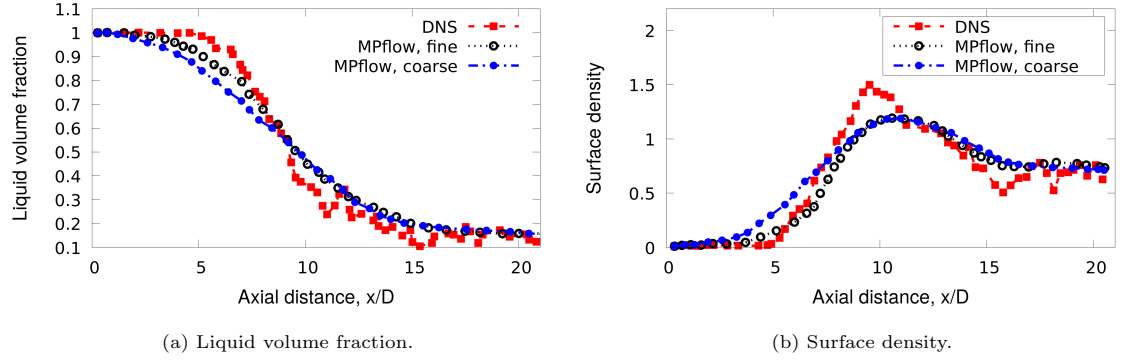 1.1
1
0.9
0.8
0.7
0.6
0.5
0.4
0.3
0.2
0.1
0 5 10 15 20
Liquid volume fraction
Axial distance, x/D
DNS
MPflow, fine
MPflow, coarse
(a) Liquid volume fraction.
2
1.5
1
0.5
0
0 5 10 15 20
Surface density
Axial distance, x/D
DNS
MPflow, fine
MPflow, coarse
(b) Surface density.